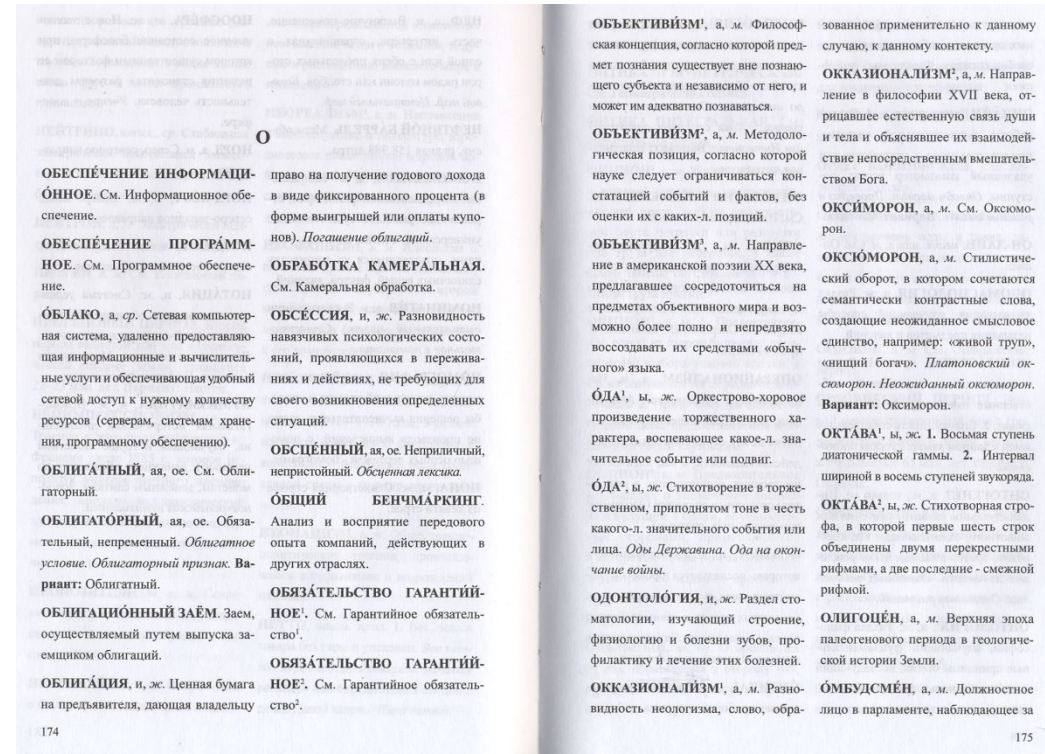 О
ОБЕСПЕ́ЧЕНИЕ ИНФОРМАЦИ-
О́ННОЕ. См. Информационное обе-
спечение.
ОБЕСПЕ́ЧЕНИЕ ПРОГРА́ММ-
НОЕ. См. Программное обеспече-
ние.
О́БЛАКО, а, ср. Сетевая компьютер-
ная система, удаленно предоставляю-
щая информационные и вычислитель-
ные услуги и обеспечивающая удобный
сетевой доступ к нужному количеству
ресурсов (серверам, системам хране-
ния, программному обеспечению).
ОБЛИГА́ТНЫЙ, ая, ое. См. Обли-
гаторный.
ОБЛИГАТО́РНЫЙ, ая, ое. Обяза-
тельный, непременный. Облигатное
условие. Облигаторный признак. Ва-
риант: Облигатный.
ОБЛИГАЦИО́ННЫЙ ЗАЁМ. Заем,
осуществляемый путем выпуска за-
емщиком облигаций.
ОБЛИГА́ЦИЯ, и, ж. Ценная бумага
на предъявителя, дающая владельцу
174
право на получение годового дохода
в виде фиксированного процента (в
форме выигрышей или оплаты купо-
нов). Погашение облигаций.
ОБРАБО́ТКА КАМЕРА́ЛЬНАЯ.
См. Камеральная обработка.
ОБСЕ́ССИЯ, и, ж. Разновидность
навязчивых психологических состо-
яний, проявляющихся в пережива-
ниях и действиях, не требующих для
своего возникновения определенных
ситуаций.
ОБСЦЕ́ННЫЙ, ая, ое. Неприличный,
непристойный. Обсценная лексика.
О́БЩИЙ БЕНЧМА́РКИНГ.
Анализ и восприятие передового
опыта компаний, действующих в
других отраслях.
ОБЯЗА́ТЕЛЬСТВО ГАРАНТИ́Й-
НОЕ¹. См. Гарантийное обязатель-
ство¹.
ОБЯЗА́ТЕЛЬСТВО ГАРАНТИ́Й-
НОЕ². См. Гарантийное обязатель-
ство².
ОБЪЕКТИВИ́ЗМ¹, а, м. Философ-
ская концепция, согласно которой пред-
мет познания существует вне познаю-
щего субъекта и независимо от него, и
может им адекватно познаваться.
ОБЪЕКТИВИ́ЗМ², а, м. Методоло-
гическая позиция, согласно которой
науке следует ограничиваться кон-
статацией событий и фактов, без
оценки их с каких-л. позиций.
ОБЪЕКТИВИ́ЗМ³, а, м. Направле-
ние в американской поэзии XX века,
предлагавшее сосредоточиться на
предметах объективного мира и воз-
можно более полно и непредвзято
воссоздавать их средствами «обыч-
ного» языка.
О́ДА¹, ы, ж. Оркестрово-хоровое
произведение торжественного ха-
рактера, воспевающее какое-л. зна-
чительное событие или подвиг.
О́ДА², ы, ж. Стихотворение в торже-
ственном, приподнятом тоне в честь
какого-л. значительного события или
лица. Оды Державина. Ода на окон-
чание войны.
ОДОНТОЛО́ГИЯ, и, ж. Раздел сто-
матологии, изучающий строение,
физиологию и болезни зубов, про-
филактику и лечение этих болезней.
ОККАЗИОНАЛИ́ЗМ¹, а, м. Разно-
видность неологизма, слово, обра-
зованное применительно к данному
случаю, к данному контексту.
ОККАЗИОНАЛИ́ЗМ², а, м. Направ-
ление в философии XVII века, от-
рицавшее естественную связь души
и тела и объяснявшее их взаимодей-
ствие непосредственным вмешатель-
ством Бога.
ОКСИ́МОРОН, а, м. См. Оксюмо-
рон.
ОКСЮ́МОРОН, а, м. Стилистиче-
ский оборот, в котором сочетаются
семантически контрастные слова,
создающие неожиданное смысловое
единство, например: «живой труп»,
«нищий богач». Платоновский ок-
сюморон. Неожиданный оксюморон.
Вариант: Оксиморон.
ОКТА́ВА¹, ы, ж. 1. Восьмая ступень
диатонической гаммы. 2. Интервал
шириной в восемь ступеней звукоряда.
ОКТА́ВА², ы, ж. Стихотворная стро-
фа, в которой первые шесть строк
объединены двумя перекрестными
рифмами, а две последние - смежной
рифмой.
ОЛИГОЦЕ́Н, а, м. Верхняя эпоха
палеогенового периода в геологиче-
ской истории Земли.
О́МБУДСМЕ́Н, а, м. Должностное
лицо в парламенте, наблюдающее за
175